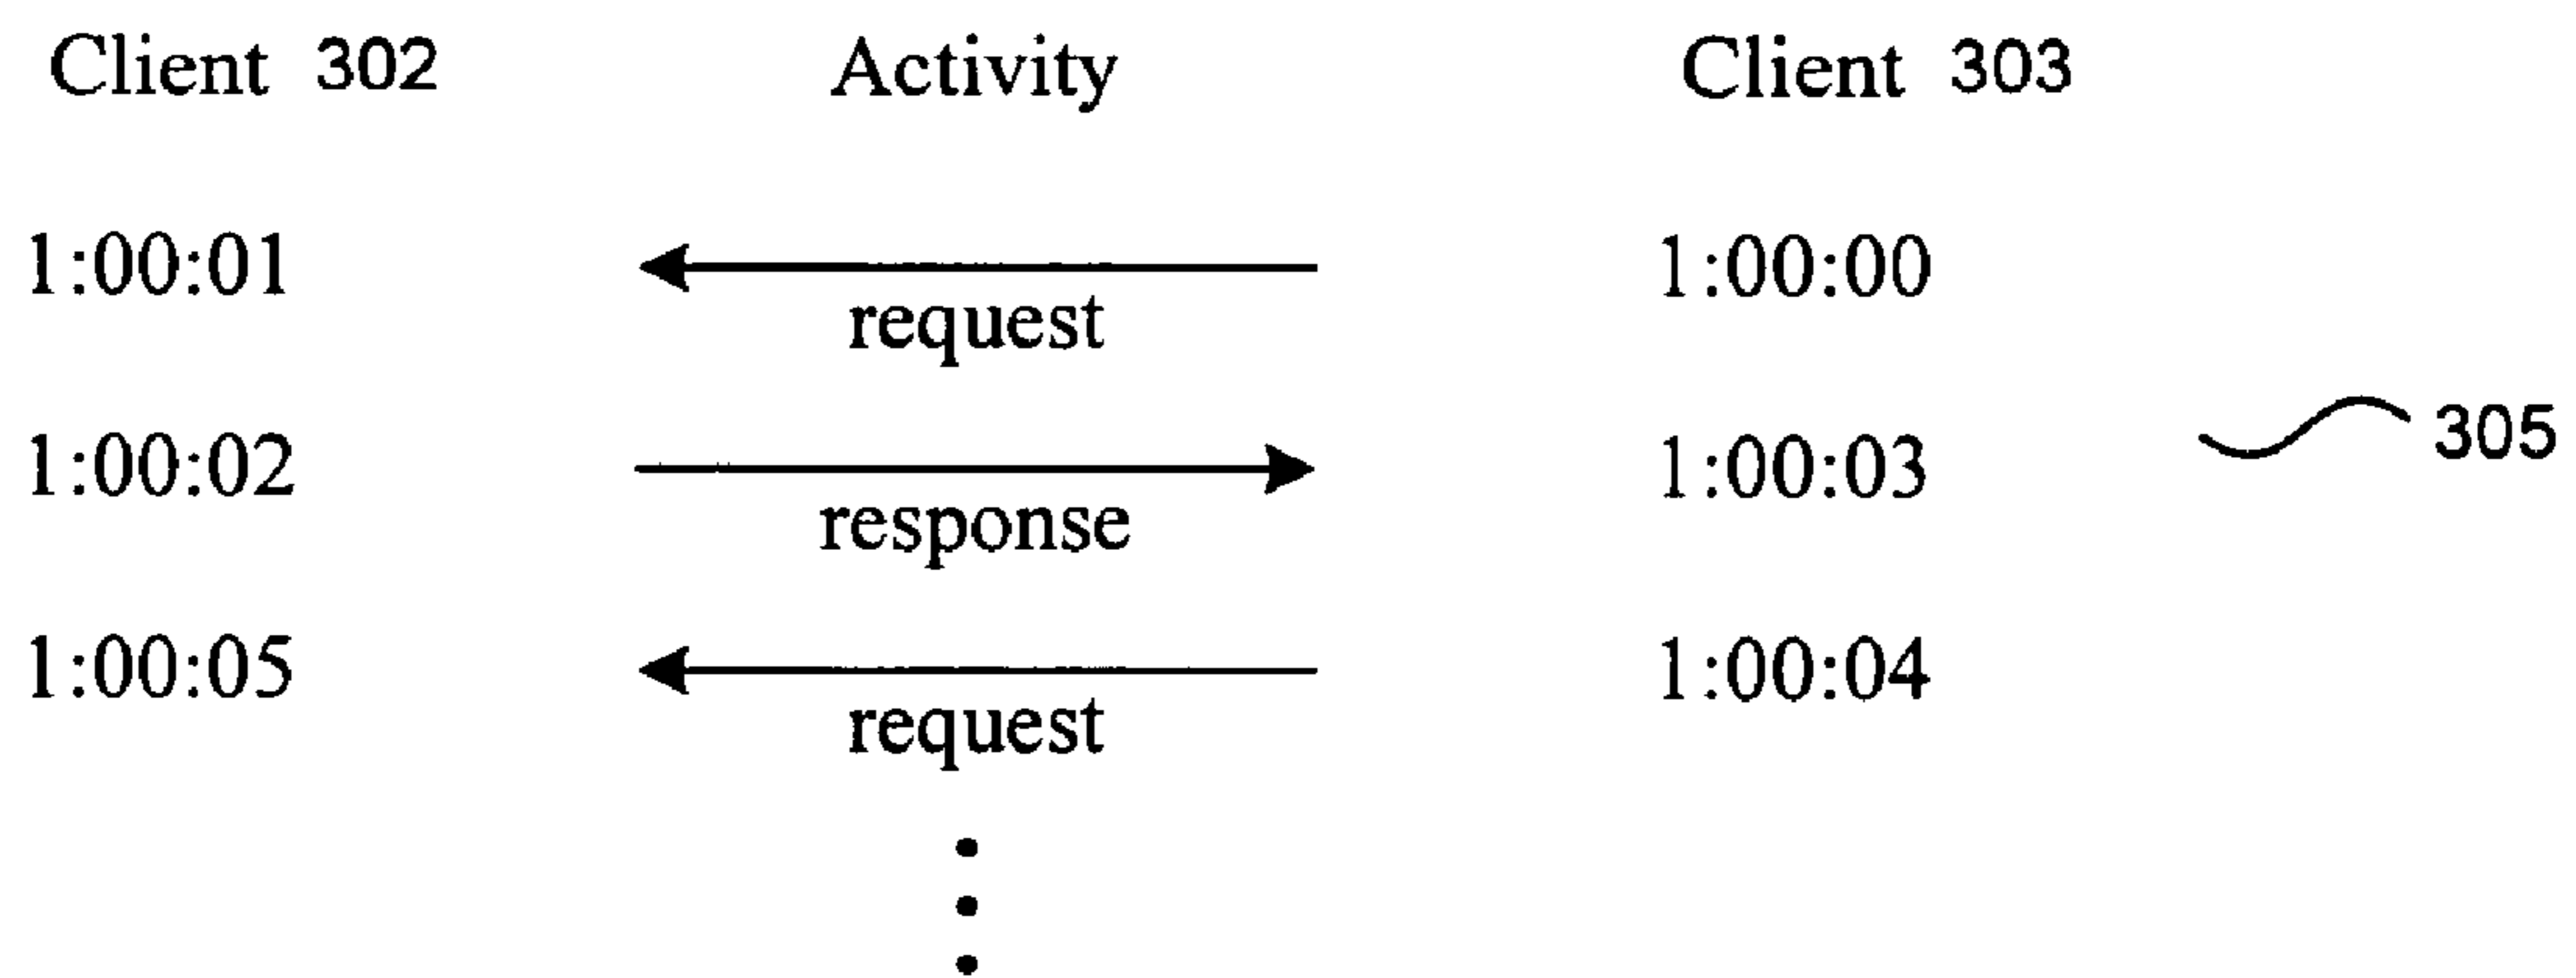 Client 302 Activity Client 303
1:00:01 1:00:00
request
1:00:02 1:00:03 305
response
1:00:05 1:00:04
request